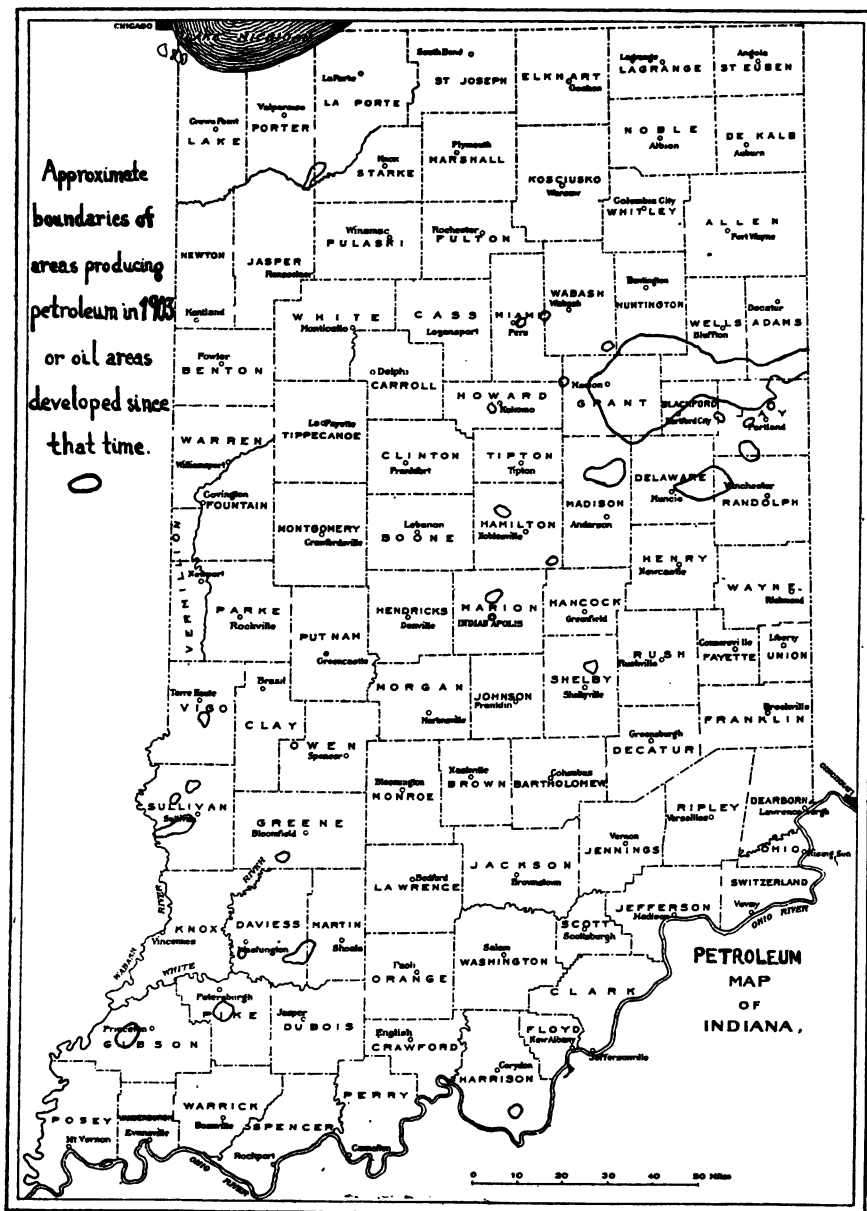 CHICAGO
LAKE MICHIGAN
South Bend
ST JOSEPH
ELKHART
Goshen
Lagrange
LAGRANGE
Angola
STEUBEN
LaPorte
LA PORTE
Crown Point
LAKE
Valparaiso
PORTER
Plymouth
MARSHALL
NOBLE
Albion
DE KALB
Auburn
Knox
STARKE
KOSCIUSKO
Warsaw
Columbia City
WHITLEY
ALLEN
Fort Wayne
Approximate
boundaries of
areas producing
petroleum in 1903
or oil areas
developed since
that time.
NEWTON
Kentland
JASPER
Rensselaer
Winamac
PULASKI
Rochester
FULTON
WHITE
Monticello
CASS
Logansport
MIAMI
Peru
WABASH
Wabash
Huntington
HUNTINGTON
WELLS
Bluffton
Decatur
ADAMS
Fowler
BENTON
Delphi
CARROLL
HOWARD
Kokomo
Marion
GRANT
BLACKFORD
Hartford City
JAY
Portland
WARREN
Williamsport
LaFayette
TIPPECANOE
CLINTON
Frankfort
TIPTON
Tipton
MADISON
Anderson
DELAWARE
Muncie
Winchester
RANDOLPH
Covington
FOUNTAIN
MONTGOMERY
Crawfordsville
Lebanon
BOONE
HAMILTON
Noblesville
HENRY
Newcastle
WAYNE
Richmond
VERMILLION
Newport
PARKE
Rockville
PUTNAM
Greencastle
HENDRICKS
Danville
MARION
INDIANAPOLIS
HANCOCK
Greenfield
RUSH
Rushville
Connersville
FAYETTE
Liberty
UNION
Terre Haute
VIGO
Brazil
CLAY
OWEN
Spencer
MORGAN
Martinsville
JOHNSON
Franklin
SHELBY
Shelbyville
Greensburgh
DECATUR
Brookville
FRANKLIN
SULLIVAN
Sullivan
GREENE
Bloomfield
Bloomington
MONROE
Nashville
BROWN
Columbus
BARTHOLOMEW
Vernon
JENNINGS
RIPLEY
Versailles
DEARBORN
Lawrenceburgh
OHIO
Rising Sun
SWITZERLAND
Vevay
OHIO RIVER
WABASH RIVER
WHITE RIVER
KNOX
Vincennes
DAVIESS
Washington
MARTIN
Shoals
Bedford
LAWRENCE
JACKSON
Brownstown
JEFFERSON
Madison
SCOTT
Scottsburgh
Salem
WASHINGTON
Paoli
ORANGE
CLARK
PETROLEUM
MAP
OF
INDIANA.
Princeton
GIBSON
Petersburgh
PIKE
Jasper
DUBOIS
English
CRAWFORD
FLOYD
New Albany
Jeffersonville
Corydon
HARRISON
POSEY
Mt Vernon
Evansville
WARRICK
Boonville
SPENCER
Rockport
PERRY
Cannelton
OHIO RIVER
0 10 20 30 40 50 Miles